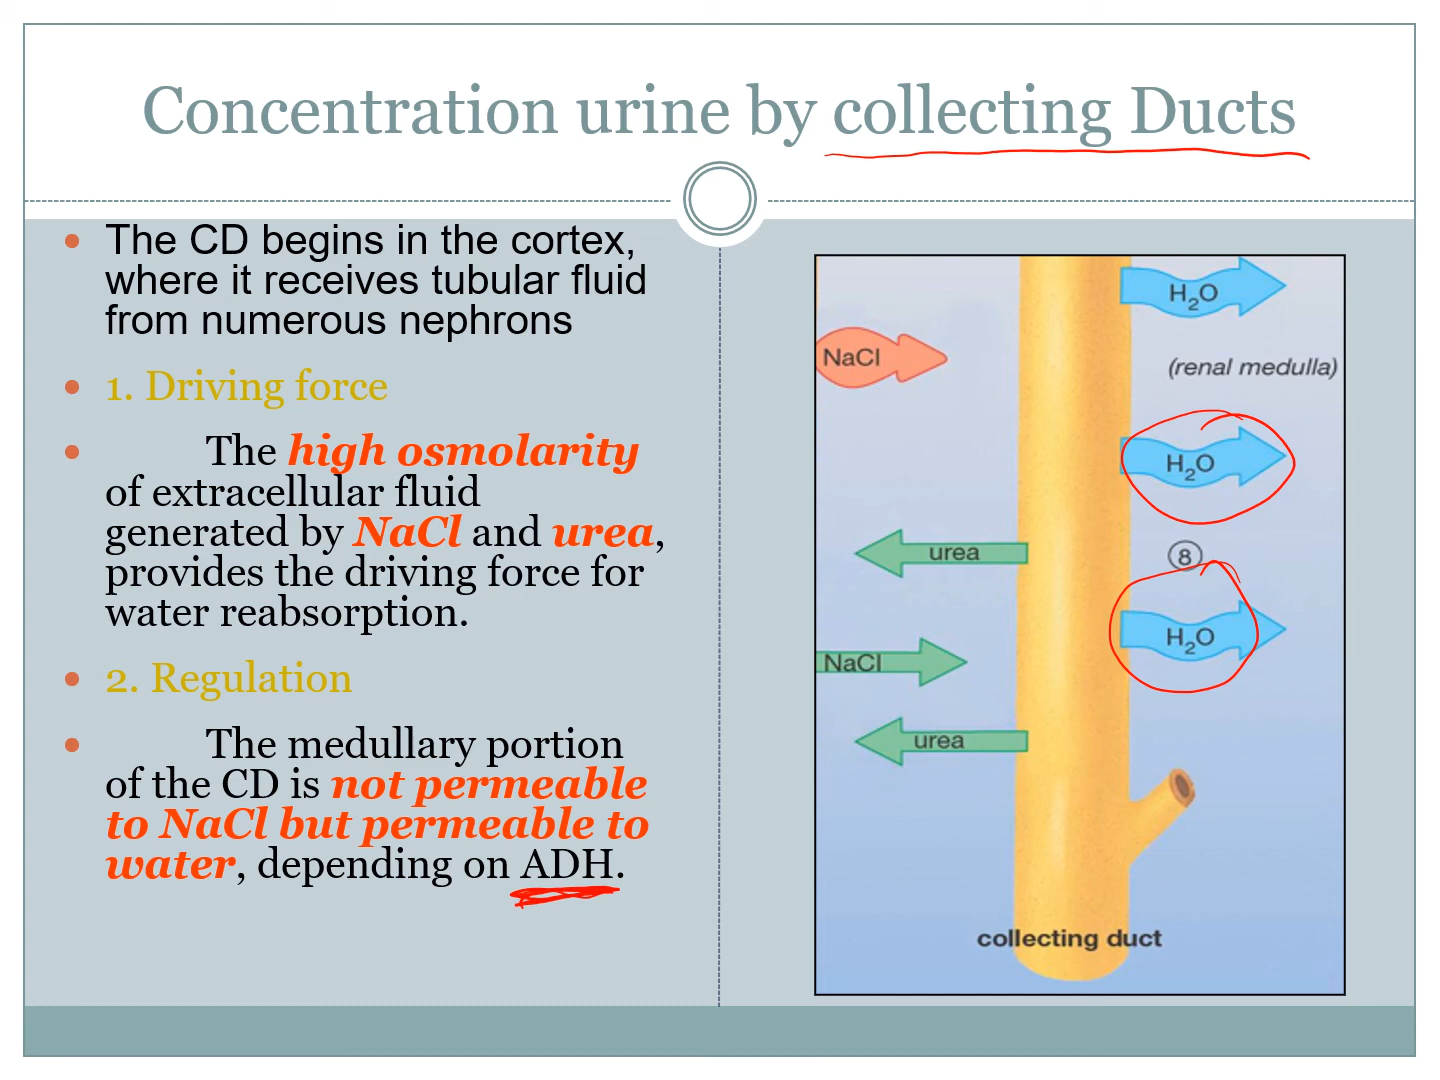 Concentration urine by collecting Ducts
The CD begins in the cortex,
where it receives tubular fluid
from numerous nephrons
1. Driving force
The high osmolarity
of extracellular fluid
generated by NaCl and urea,
provides the driving force for
water reabsorption.
2. Regulation
The medullary portion
of the CD is not permeable
to NaCl but permeable to
water, depending on ADH.
H₂O
NaCl
(renal medulla)
H₂O
urea
8
H₂O
NaCl
urea
collecting duct